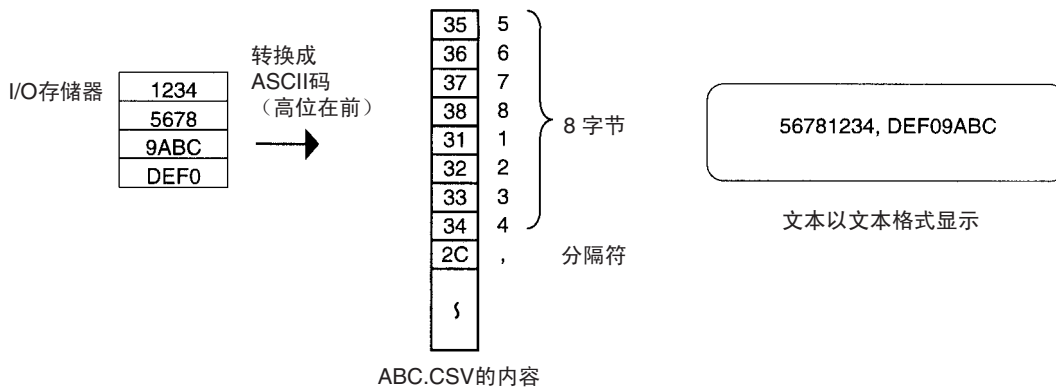 I/O存储器
1234
5678
9ABC
DEF0
转换成
ASCII码
（高位在前）
35 5
36 6
37 7
38 8
31 1
32 2
33 3
34 4
2C ,
8 字节
分隔符
ABC.CSV的内容
56781234, DEF09ABC
文本以文本格式显示